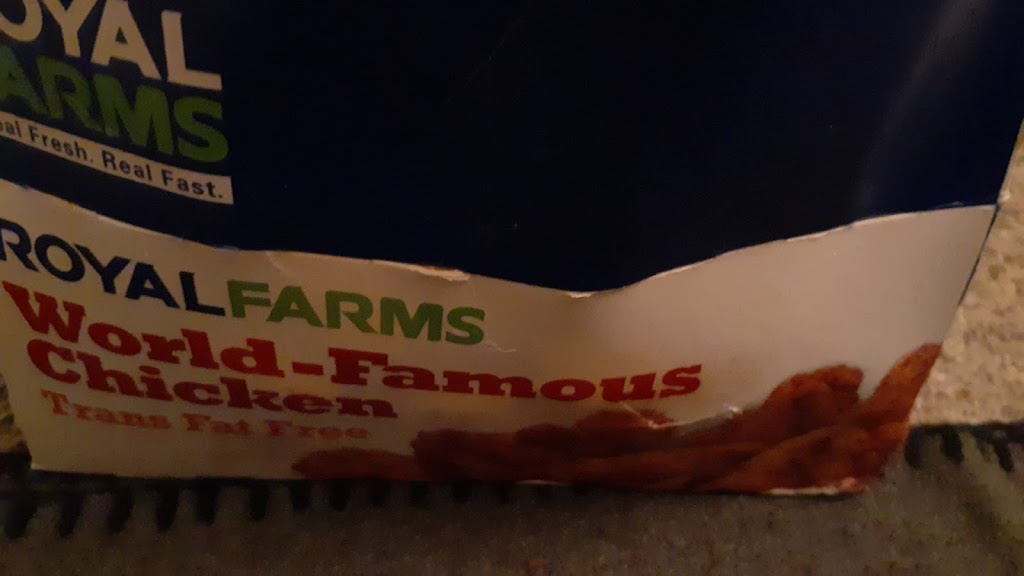 OYAL
ARMS
al Fresh. Real Fast.
ROYALFARMS
World-Famous
Chicken
Trans Fat Free